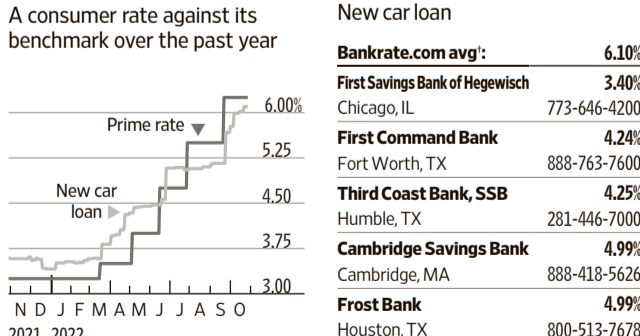 A consumer rate against its
benchmark over the past year
6.00%
Prime rate
5.25
New car
loan
4.50
3.75
3.00
N D J F M A M J J A S O
2021 2022
New car loan
Bankrate.com avg†: 6.10%
First Savings Bank of Hegewisch 3.40%
Chicago, IL 773-646-4200
First Command Bank 4.24%
Fort Worth, TX 888-763-7600
Third Coast Bank, SSB 4.25%
Humble, TX 281-446-7000
Cambridge Savings Bank 4.99%
Cambridge, MA 888-418-5626
Frost Bank 4.99%
Houston, TX 800-513-7678